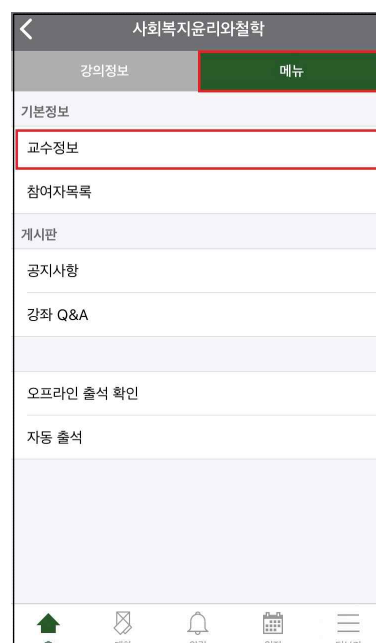 사회복지윤리와철학
강의정보 메뉴
기본정보
교수정보
참여자목록
게시판
공지사항
강좌 Q&A
오프라인 출석 확인
자동 출석